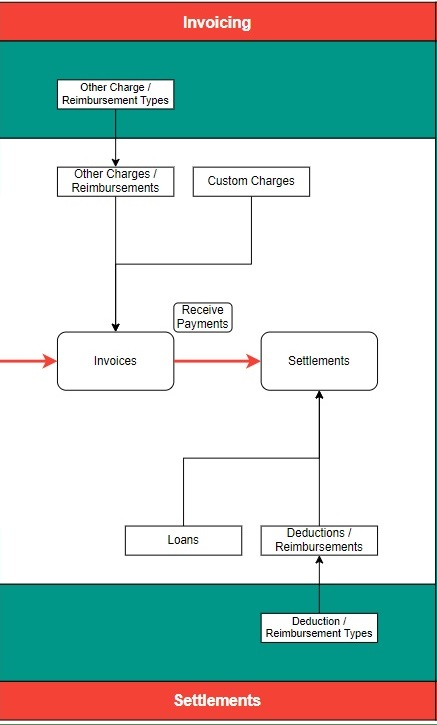 Invoicing
Other Charge /
Reimbursement Types
Other Charges /
Reimbursements
Custom Charges
Receive
Payments
Invoices
Settlements
Loans
Deductions /
Reimbursements
Deduction /
Reimbursement Types
Settlements